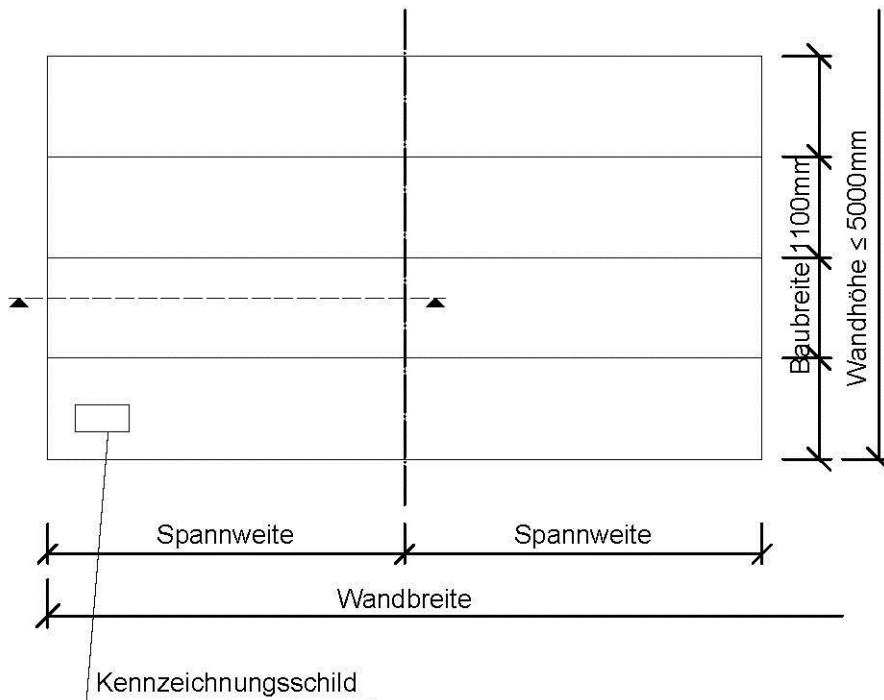 Baubreite 1100mm
Wandhöhe ≤ 5000mm
Spannweite
Spannweite
Wandbreite
Kennzeichnungsschild